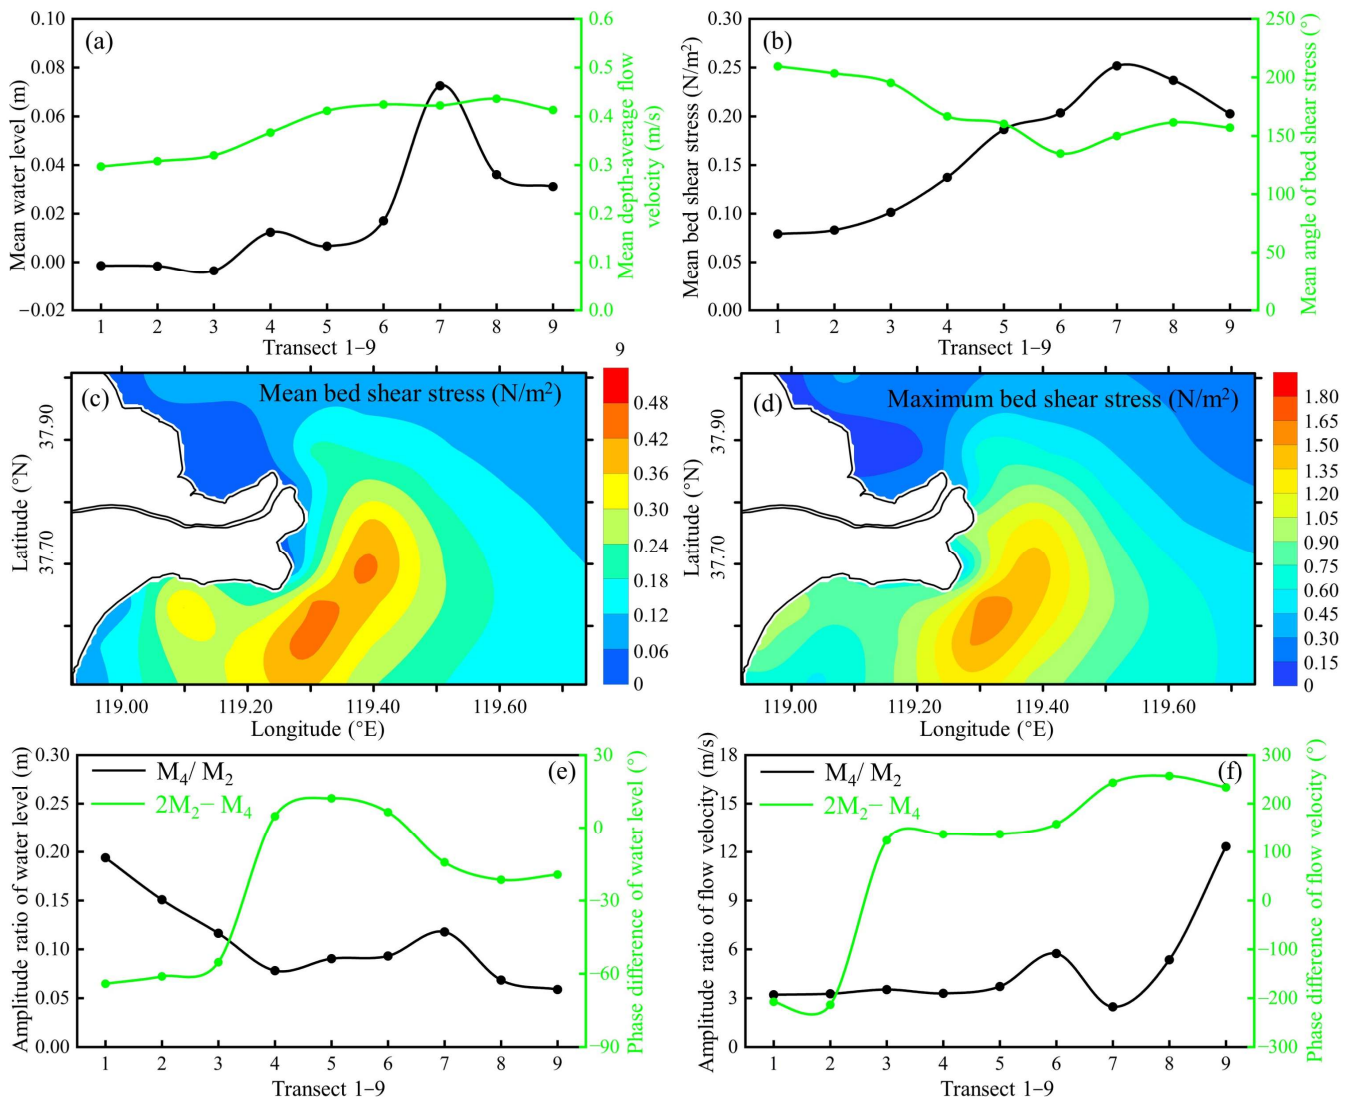 (a)
Mean water level (m)
0.10
0.08
0.06
0.04
0.02
0.00
−0.02
0.6
0.5
0.4
0.3
0.2
0.1
0.0
Mean depth-average flow
velocity (m/s)
1 2 3 4 5 6 7 8 9
Transect 1–9
(b)
Mean bed shear stress (N/m²)
0.30
0.25
0.20
0.15
0.10
0.05
0.00
250
200
150
100
50
0
Mean angle of bed shear stress (°)
1 2 3 4 5 6 7 8 9
Transect 1–9
(c)
Mean bed shear stress (N/m²)
Latitude (°N)
37.90
37.70
119.00 119.20 119.40 119.60
Longitude (°E)
9
0.48
0.42
0.36
0.30
0.24
0.18
0.12
0.06
0
(d)
Maximum bed shear stress (N/m²)
Latitude (°N)
37.90
37.70
119.00 119.20 119.40 119.60
Longitude (°E)
1.80
1.65
1.50
1.35
1.20
1.05
0.90
0.75
0.60
0.45
0.30
0.15
0
(e)
M₄/ M₂
2M₂− M₄
Amplitude ratio of water level (m)
0.30
0.25
0.20
0.15
0.10
0.05
0.00
30
0
−30
−60
−90
Phase difference of water level (°)
1 2 3 4 5 6 7 8 9
Transect 1–9
(f)
M₄/ M₂
2M₂− M₄
Amplitude ratio of flow velocity (m/s)
18
15
12
9
6
3
0
300
200
100
0
−100
−200
−300
Phase difference of flow velocity (°)
1 2 3 4 5 6 7 8 9
Transect 1–9